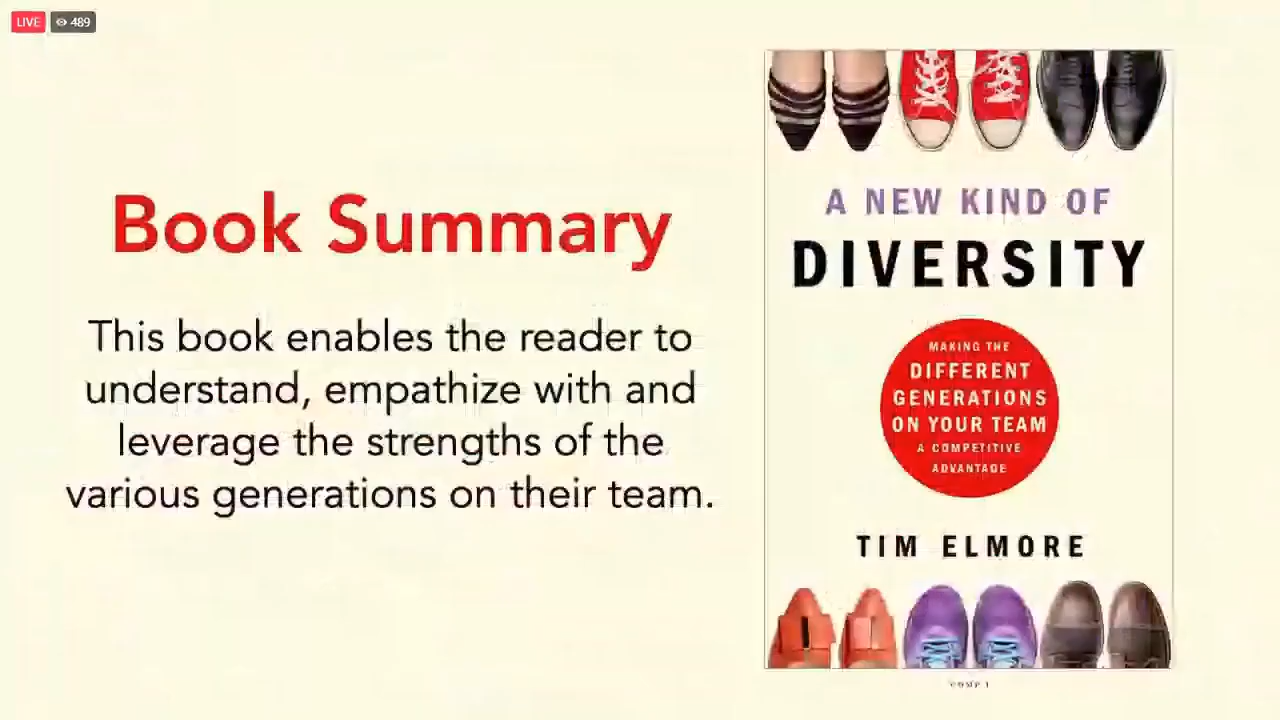 LIVE 489
Book Summary
This book enables the reader to
understand, empathize with and
leverage the strengths of the
various generations on their team.
A NEW KIND OF
DIVERSITY
MAKING THE
DIFFERENT
GENERATIONS
ON YOUR TEAM
A COMPETITIVE
ADVANTAGE
TIM ELMORE
COMP 1